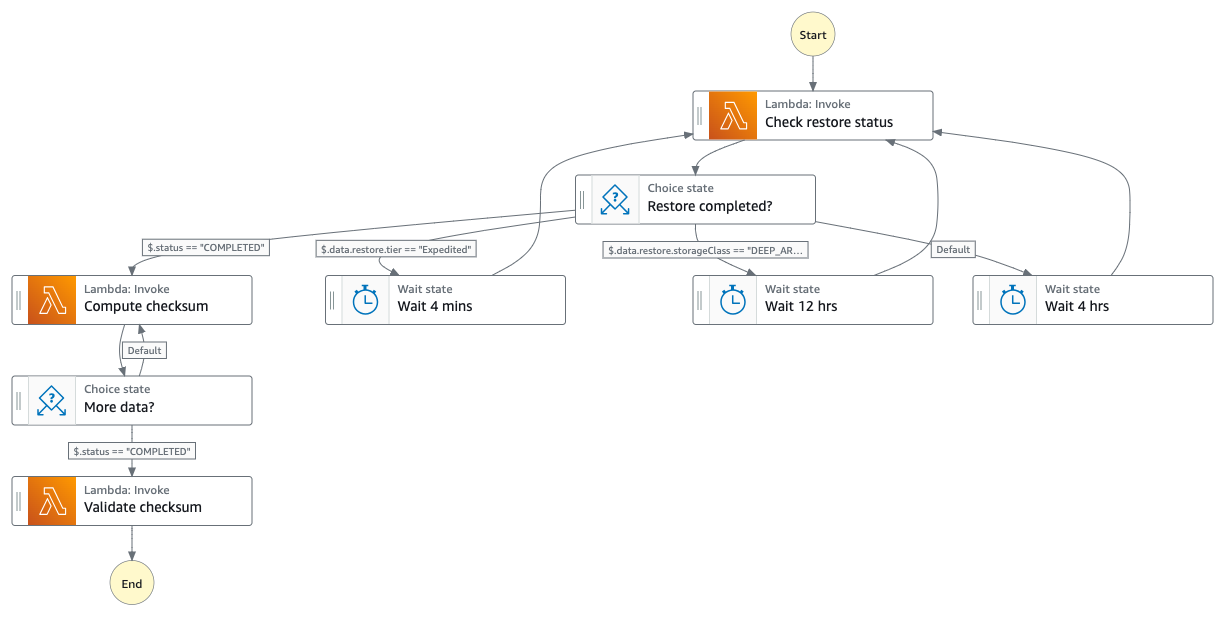 Start
Lambda: Invoke
Check restore status
Choice state
Restore completed?
$.status == "COMPLETED"
$.data.restore.tier == "Expedited"
$.data.restore.storageClass == "DEEP_AR...
Default
Lambda: Invoke
Compute checksum
Wait state
Wait 4 mins
Wait state
Wait 12 hrs
Wait state
Wait 4 hrs
Default
Choice state
More data?
$.status == "COMPLETED"
Lambda: Invoke
Validate checksum
End